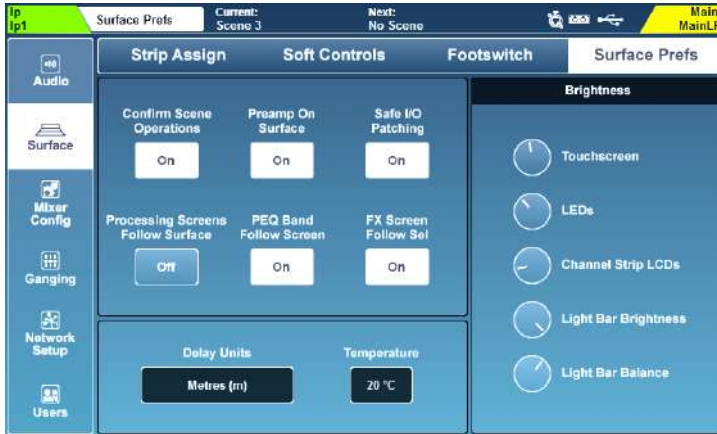 Ip
Ip1
Surface Prefs
Current:
Scene 3
Next:
No Scene
Main
MainLR
Audio
Surface
Mixer
Config
Ganging
Network
Setup
Users
Strip Assign
Soft Controls
Footswitch
Surface Prefs
Confirm Scene
Operations
On
Preamp On
Surface
On
Safe I/O
Patching
On
Processing Screens
Follow Surface
Off
PEQ Band
Follow Screen
On
FX Screen
Follow Sel
On
Delay Units
Metres (m)
Temperature
20 °C
Brightness
Touchscreen
LEDs
Channel Strip LCDs
Light Bar Brightness
Light Bar Balance